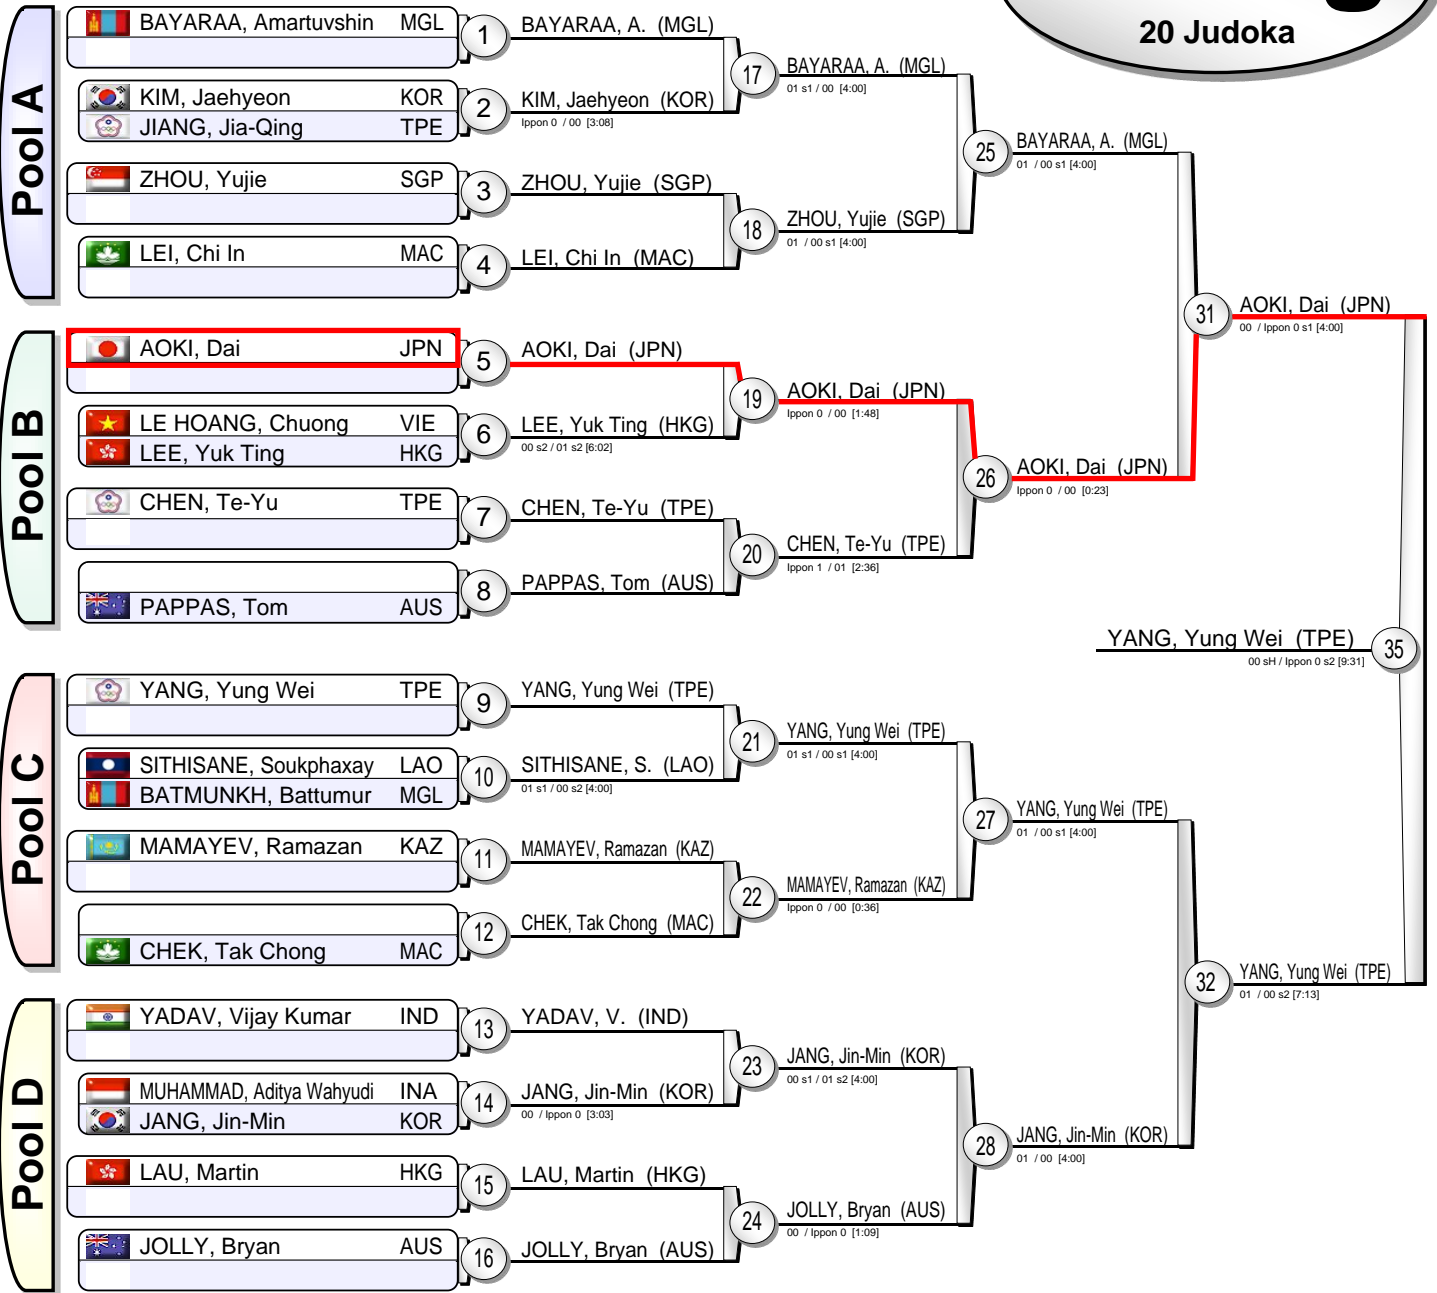 20 Judoka
Pool A
BAYARAA, Amartuvshin MGL
1
BAYARAA, A. (MGL)
KIM, Jaehyeon KOR
JIANG, Jia-Qing TPE
2
KIM, Jaehyeon (KOR)
Ippon 0 / 00 [3:08]
17
BAYARAA, A. (MGL)
01 s1 / 00 [4:00]
ZHOU, Yujie SGP
3
ZHOU, Yujie (SGP)
LEI, Chi In MAC
4
LEI, Chi In (MAC)
18
ZHOU, Yujie (SGP)
01 / 00 s1 [4:00]
25
BAYARAA, A. (MGL)
01 / 00 s1 [4:00]
Pool B
AOKI, Dai JPN
5
AOKI, Dai (JPN)
LE HOANG, Chuong VIE
LEE, Yuk Ting HKG
6
LEE, Yuk Ting (HKG)
00 s2 / 01 s2 [6:02]
19
AOKI, Dai (JPN)
Ippon 0 / 00 [1:48]
CHEN, Te-Yu TPE
7
CHEN, Te-Yu (TPE)
PAPPAS, Tom AUS
8
PAPPAS, Tom (AUS)
20
CHEN, Te-Yu (TPE)
Ippon 1 / 01 [2:36]
26
AOKI, Dai (JPN)
Ippon 0 / 00 [0:23]
31
AOKI, Dai (JPN)
00 / Ippon 0 s1 [4:00]
YANG, Yung Wei (TPE)
00 sH / Ippon 0 s2 [9:31]
35
Pool C
YANG, Yung Wei TPE
9
YANG, Yung Wei (TPE)
SITHISANE, Soukphaxay LAO
BATMUNKH, Battumur MGL
10
SITHISANE, S. (LAO)
01 s1 / 00 s2 [4:00]
21
YANG, Yung Wei (TPE)
01 s1 / 00 s1 [4:00]
MAMAYEV, Ramazan KAZ
11
MAMAYEV, Ramazan (KAZ)
CHEK, Tak Chong MAC
12
CHEK, Tak Chong (MAC)
22
MAMAYEV, Ramazan (KAZ)
Ippon 0 / 00 [0:36]
27
YANG, Yung Wei (TPE)
01 / 00 s1 [4:00]
Pool D
YADAV, Vijay Kumar IND
13
YADAV, V. (IND)
MUHAMMAD, Aditya Wahyudi INA
JANG, Jin-Min KOR
14
JANG, Jin-Min (KOR)
00 / Ippon 0 [3:03]
23
JANG, Jin-Min (KOR)
00 s1 / 01 s2 [4:00]
LAU, Martin HKG
15
LAU, Martin (HKG)
JOLLY, Bryan AUS
16
JOLLY, Bryan (AUS)
24
JOLLY, Bryan (AUS)
00 / Ippon 0 [1:09]
28
JANG, Jin-Min (KOR)
01 / 00 [4:00]
32
YANG, Yung Wei (TPE)
01 / 00 s2 [7:13]